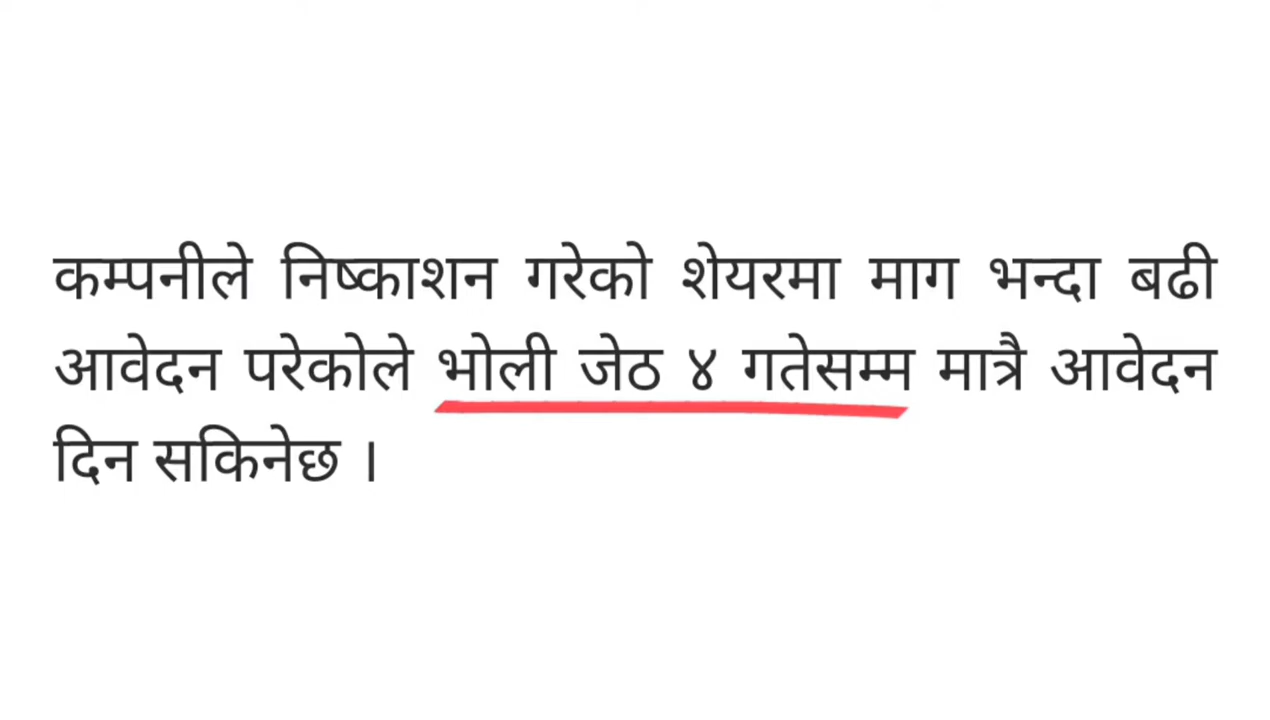 कम्पनीले निष्काशन गरेको शेयरमा माग भन्दा बढी
आवेदन परेकोले भोली जेठ ४ गतेसम्म मात्रै आवेदन
दिन सकिनेछ ।